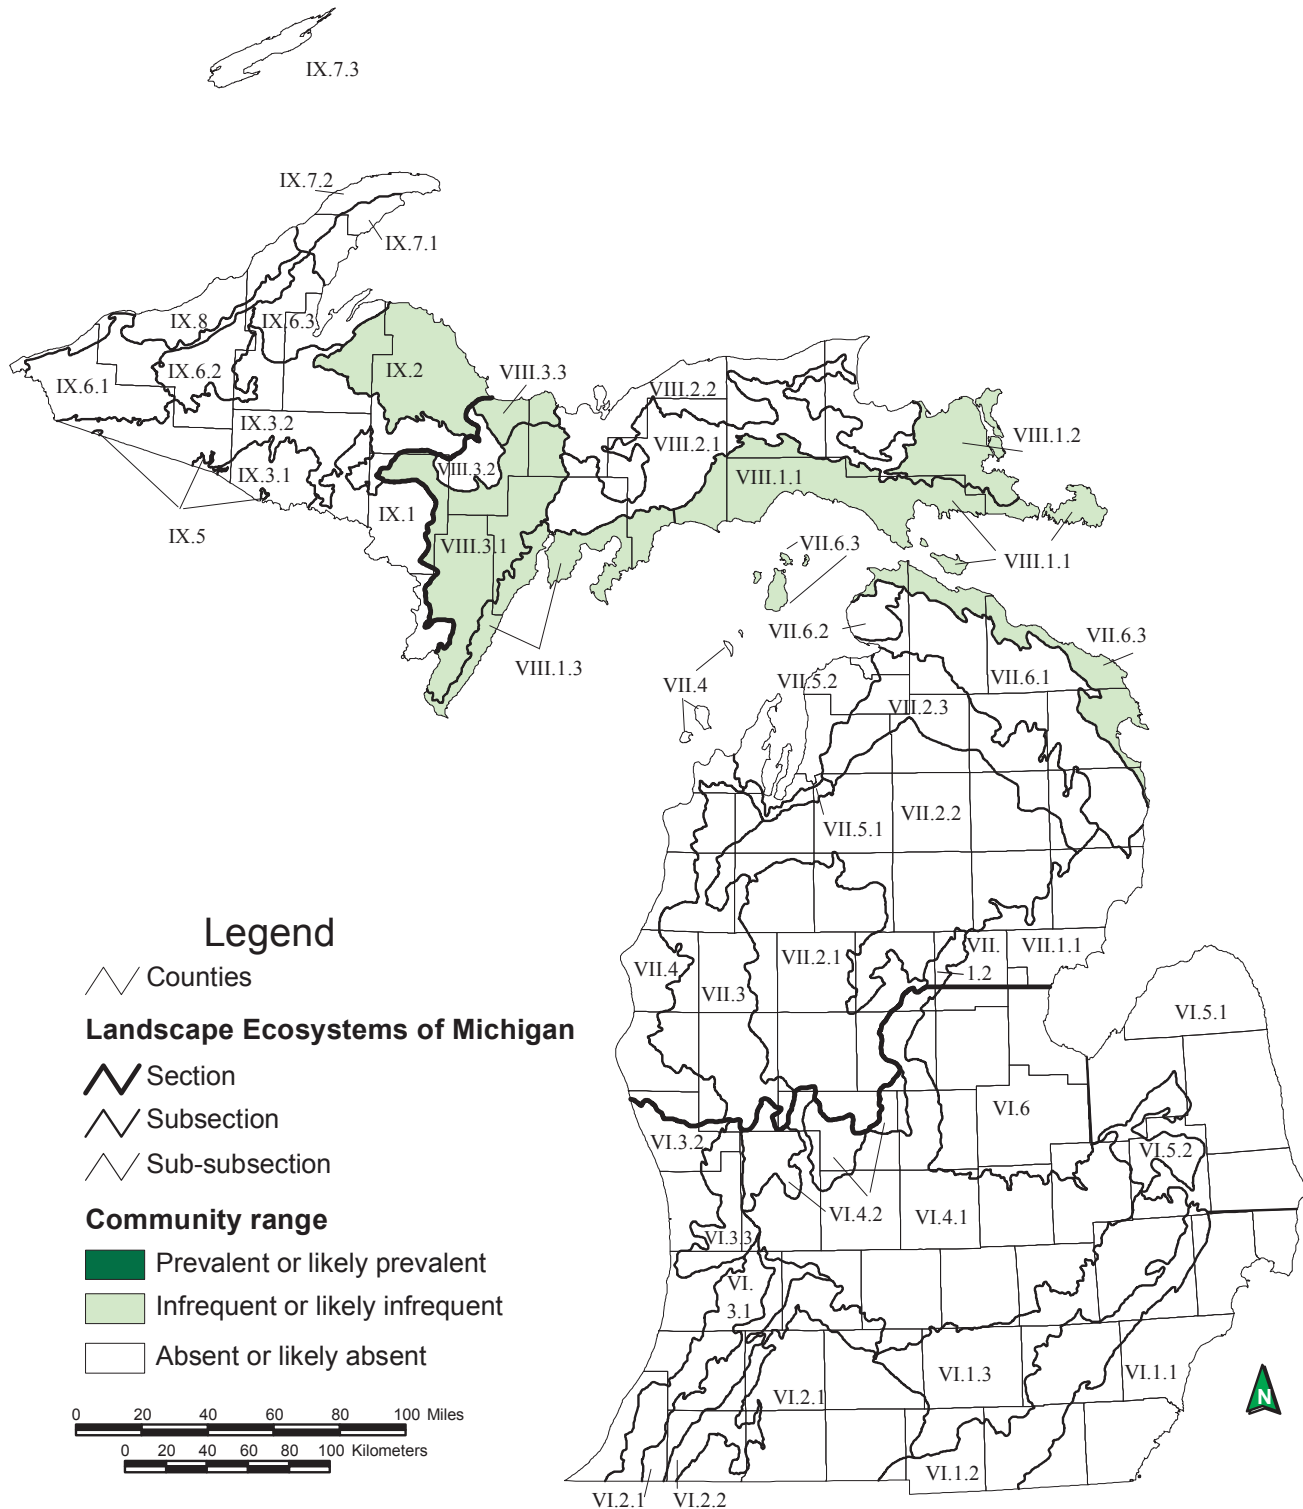 IX.7.3
IX.7.2
IX.7.1
IX.8
IX.6.3
IX.2
VIII.3.3
IX.6.1
IX.6.2
VIII.2.2
IX.3.2
VIII.2.1
VIII.1.2
IX.3.1
VIII.3.2
VIII.1.1
IX.1
IX.5
VIII.3.1
VII.6.3
VIII.1.1
VII.6.2
VII.6.3
VIII.1.3
VII.5.2
VII.6.1
VII.4
VII.2.3
VII.5.1
VII.2.2
VII.4
VII.3
VII.2.1
VII.
1.2
VII.1.1
VI.5.1
VI.6
VI.3.2
VI.5.2
VI.4.2
VI.4.1
VI.3.3
VI.
3.1
VI.1.3
VI.1.1
VI.2.1
VI.1.2
VI.2.1
VI.2.2
Legend
Counties
Landscape Ecosystems of Michigan
Section
Subsection
Sub-subsection
Community range
Prevalent or likely prevalent
Infrequent or likely infrequent
Absent or likely absent
0 20 40 60 80 100 Miles
0 20 40 60 80 100 Kilometers
N